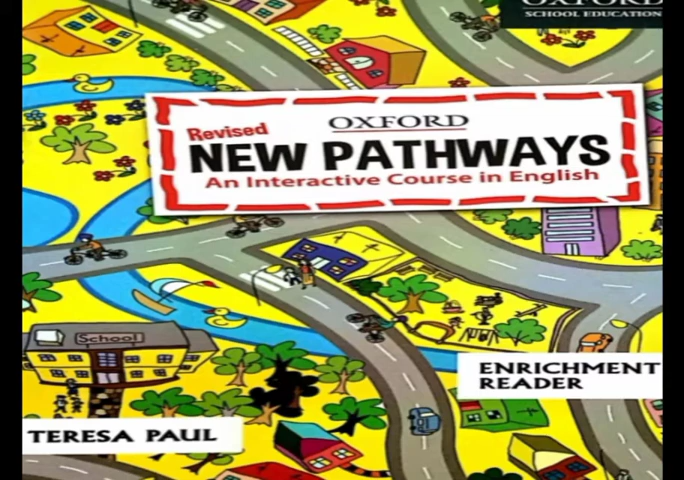 OXFORD
SCHOOL EDUCATION
Revised
OXFORD
NEW PATHWAYS
An Interactive Course in English
School
ENRICHMENT
READER
TERESA PAUL